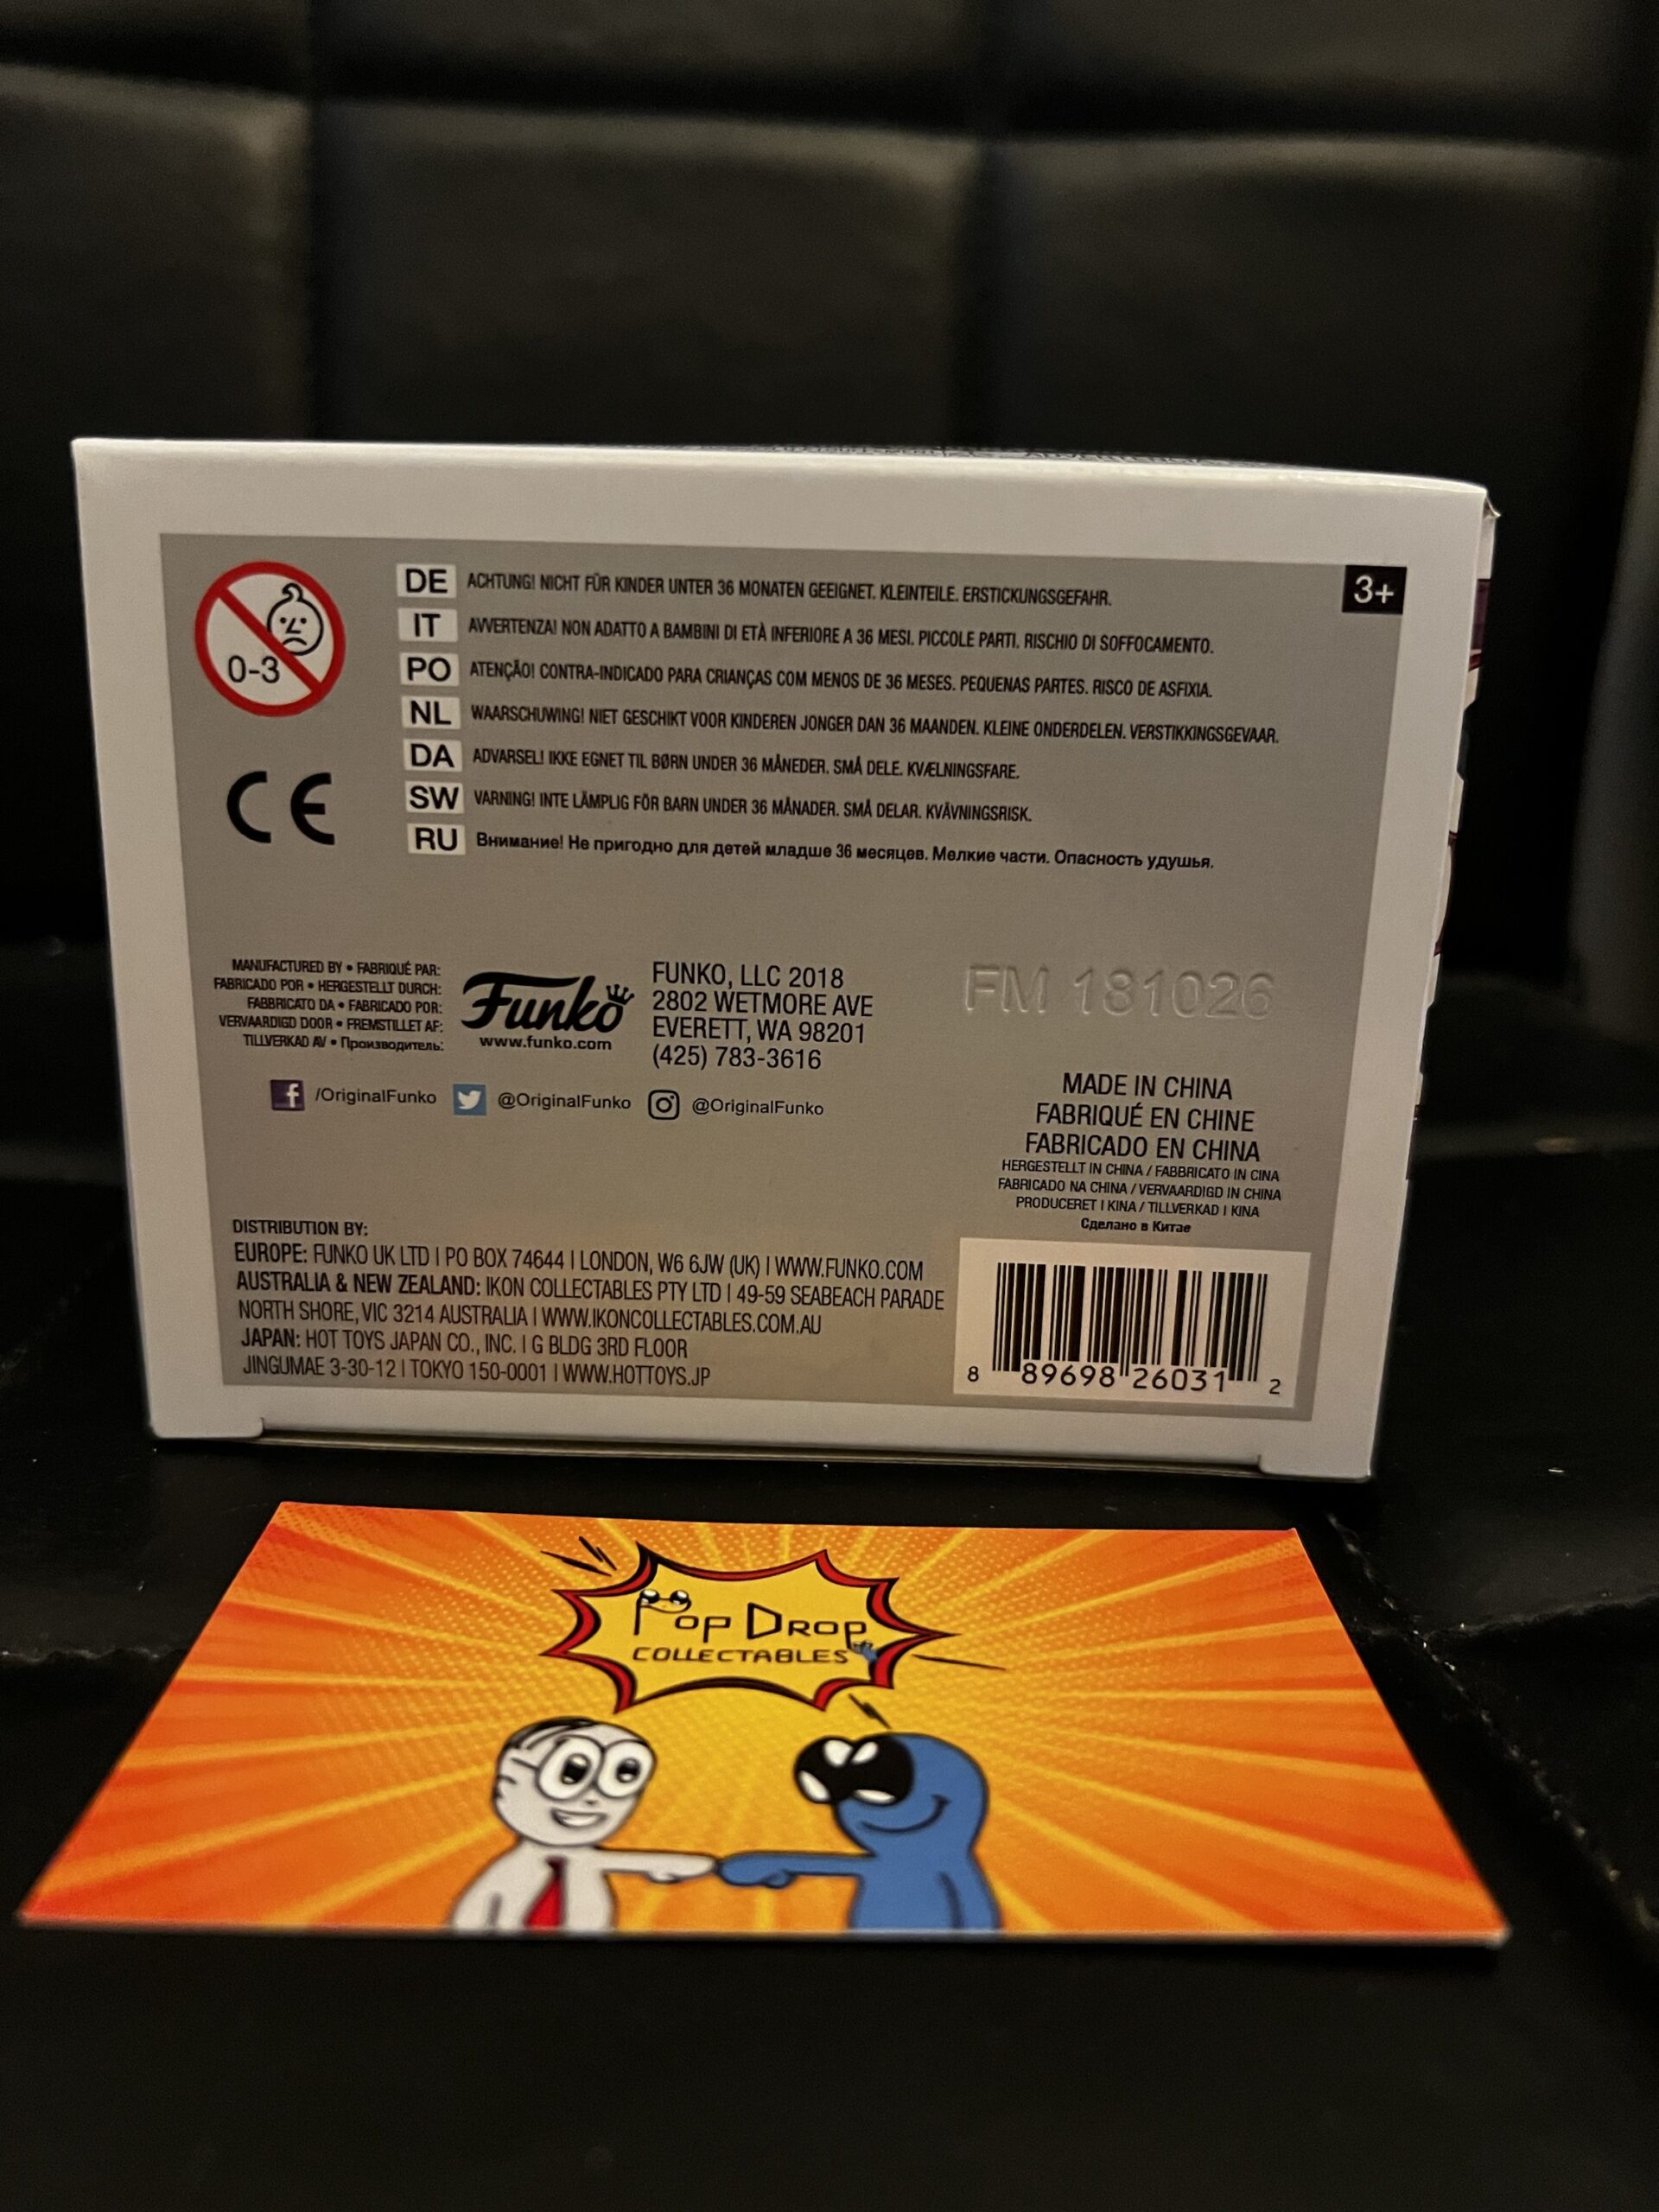 3+
0-3
DE ACHTUNG! NICHT FÜR KINDER UNTER 36 MONATEN GEEIGNET. KLEINTEILE. ERSTICKUNGSGEFAHR.
IT AVVERTENZA! NON ADATTO A BAMBINI DI ETÀ INFERIORE A 36 MESI. PICCOLE PARTI. RISCHIO DI SOFFOCAMENTO.
PO ATENÇÃO! CONTRA-INDICADO PARA CRIANÇAS COM MENOS DE 36 MESES. PEQUENAS PARTES. RISCO DE ASFIXIA.
NL WAARSCHUWING! NIET GESCHIKT VOOR KINDEREN JONGER DAN 36 MAANDEN. KLEINE ONDERDELEN. VERSTIKKINGSGEVAAR.
DA ADVARSEL! IKKE EGNET TIL BØRN UNDER 36 MÅNEDER. SMÅ DELE. KVÆLNINGSFARE.
SW VARNING! INTE LÄMPLIG FÖR BARN UNDER 36 MÅNADER. SMÅ DELAR. KVÄVNINGSRISK.
RU Внимание! Не пригодно для детей младше 36 месяцев. Мелкие части. Опасность удушья.
CE
MANUFACTURED BY • FABRIQUÉ PAR:
FABRICADO POR • HERGESTELLT DURCH:
FABBRICATO DA • FABRICADO POR:
VERVAARDIGD DOOR • FREMSTILLET AF:
TILLVERKAD AV • Производитель:
Funko
www.funko.com
FUNKO, LLC 2018
2802 WETMORE AVE
EVERETT, WA 98201
(425) 783-3616
FM 181026
/OriginalFunko @OriginalFunko @OriginalFunko
MADE IN CHINA
FABRIQUÉ EN CHINE
FABRICADO EN CHINA
HERGESTELLT IN CHINA / FABBRICATO IN CINA
FABRICADO NA CHINA / VERVAARDIGD IN CHINA
PRODUCERET I KINA / TILLVERKAD I KINA
Сделано в Китае
DISTRIBUTION BY:
EUROPE: FUNKO UK LTD | PO BOX 74644 | LONDON, W6 6JW (UK) | WWW.FUNKO.COM
AUSTRALIA & NEW ZEALAND: IKON COLLECTABLES PTY LTD | 49-59 SEABEACH PARADE
NORTH SHORE, VIC 3214 AUSTRALIA | WWW.IKONCOLLECTABLES.COM.AU
JAPAN: HOT TOYS JAPAN CO., INC. | G BLDG 3RD FLOOR
JINGUMAE 3-30-12 | TOKYO 150-0001 | WWW.HOTTOYS.JP
8 89698 26031 2
POP DROP
COLLECTABLES